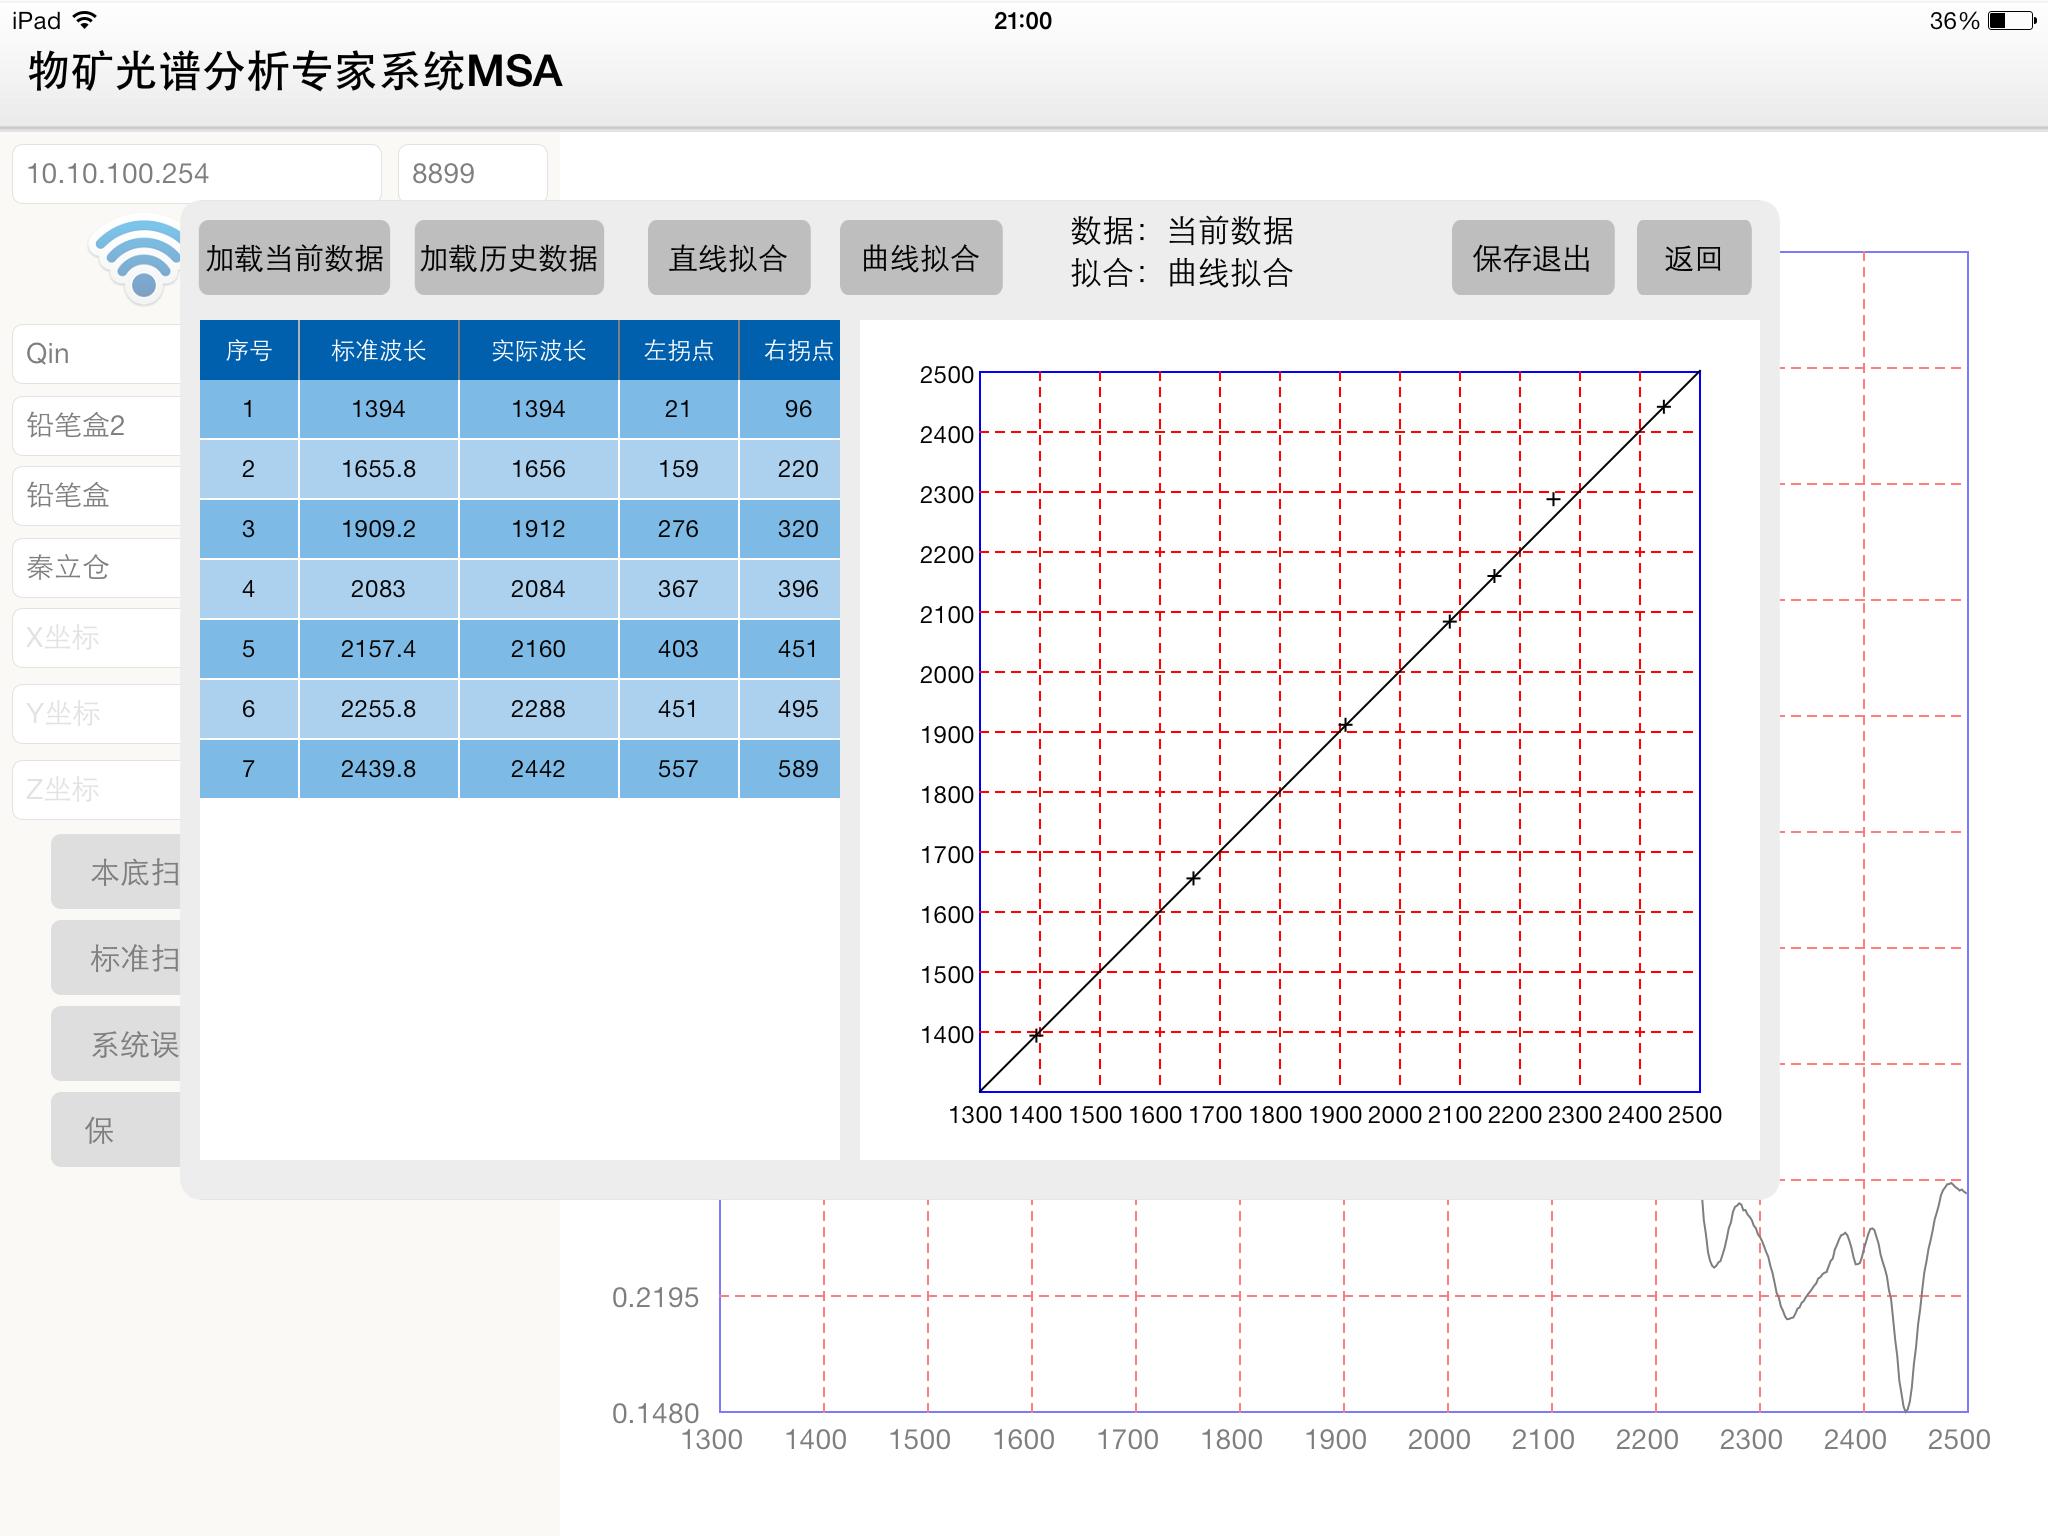 iPad 21:00 36%
物矿光谱分析专家系统MSA
10.10.100.254 8899
加载当前数据 加载历史数据 直线拟合 曲线拟合 数据：当前数据 保存退出 返回
拟合：曲线拟合
Qin
铅笔盒2
铅笔盒
秦立仓
X坐标
Y坐标
Z坐标
本底扫
标准扫
系统误
保
序号 标准波长 实际波长 左拐点 右拐点
1 1394 1394 21 96
2 1655.8 1656 159 220
3 1909.2 1912 276 320
4 2083 2084 367 396
5 2157.4 2160 403 451
6 2255.8 2288 451 495
7 2439.8 2442 557 589
2500
2400
2300
2200
2100
2000
1900
1800
1700
1600
1500
1400
1300 1400 1500 1600 1700 1800 1900 2000 2100 2200 2300 2400 2500
0.2195
0.1480
1300 1400 1500 1600 1700 1800 1900 2000 2100 2200 2300 2400 2500